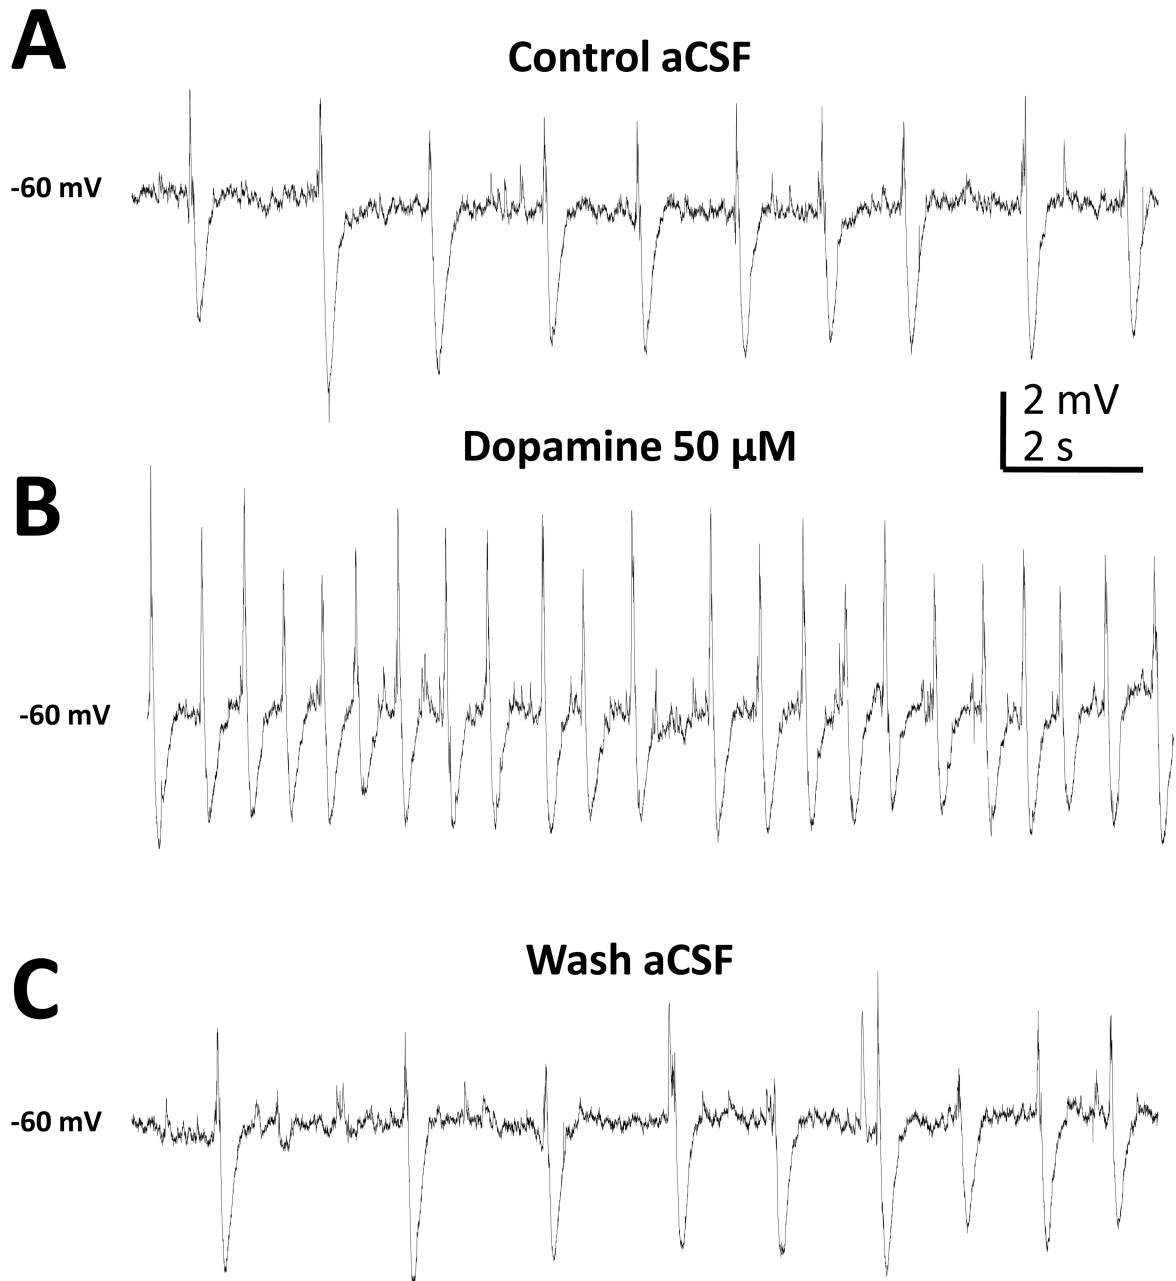 A
Control aCSF
-60 mV
2 mV
2 s
Dopamine 50 µM
B
-60 mV
Wash aCSF
C
-60 mV